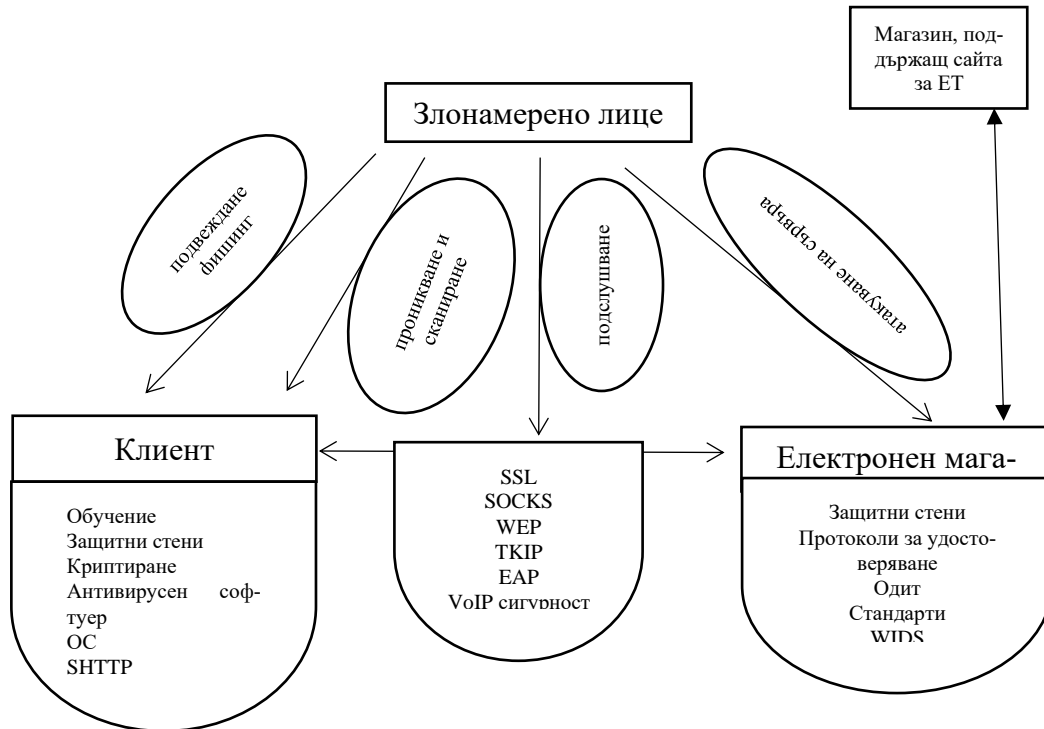 Магазин, под-
държащ сайта
за ЕТ
Злонамерено лице
подвеждане
фишинг
проникване и
сканиране
подслушване
атакуване на сървъра
Клиент
Обучение
Защитни стени
Криптиране
Антивирусен соф-
туер
ОС
SHTTP
SSL
SOCKS
WEP
TKIP
EAP
VoIP сигурност
Електронен мага-
Защитни стени
Протоколи за удосто-
веряване
Одит
Стандарти
WIDS